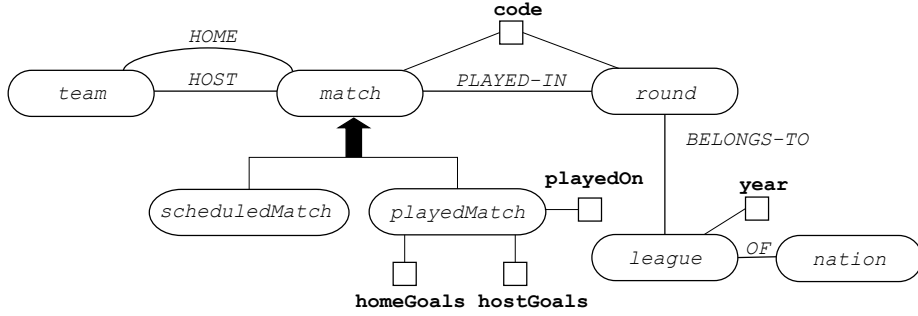 code
HOME
team
HOST
match
PLAYED-IN
round
BELONGS-TO
playedOn
year
scheduledMatch
playedMatch
league
OF
nation
homeGoals
hostGoals